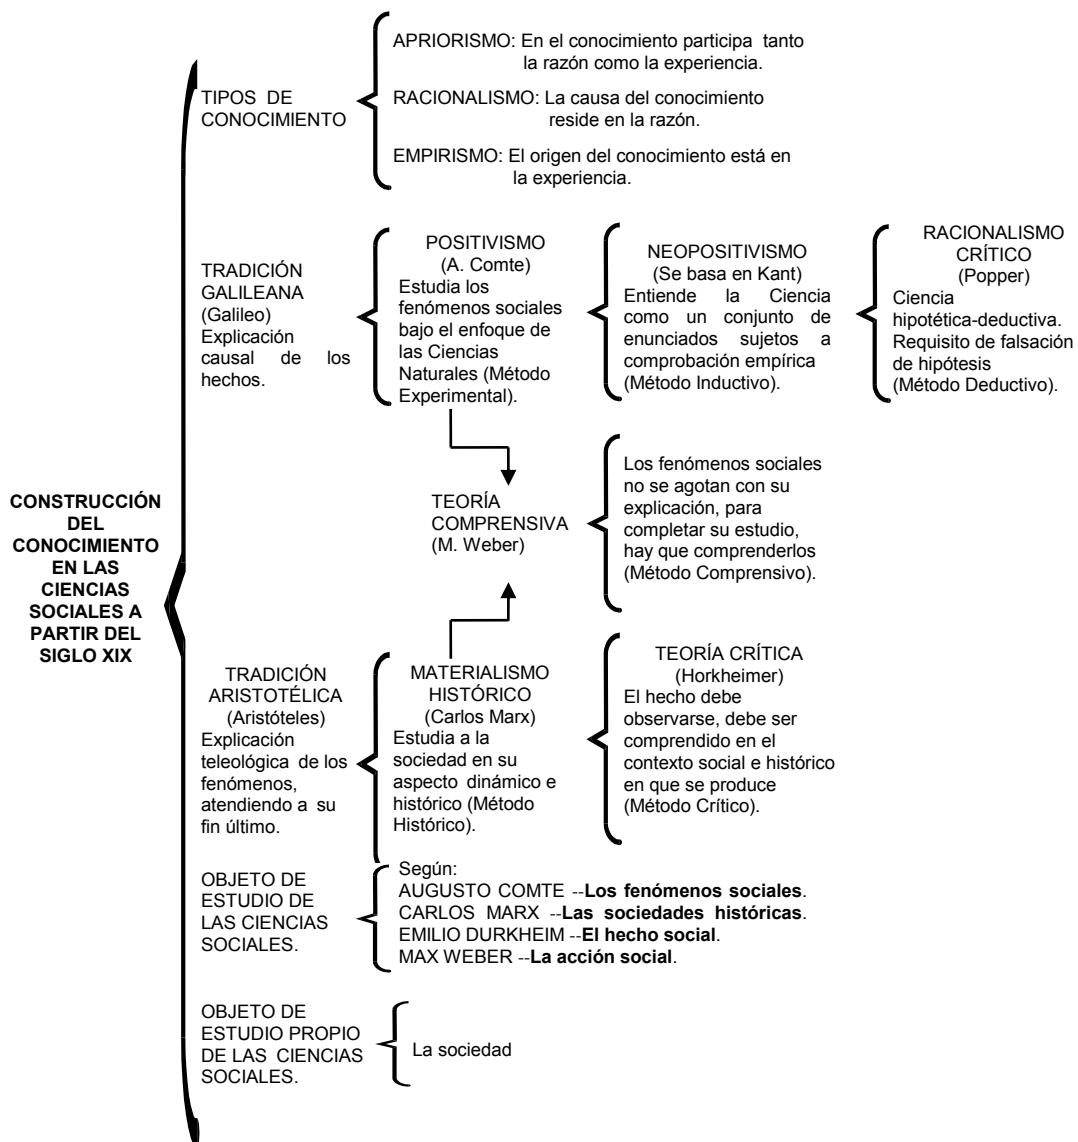 CONSTRUCCIÓN
DEL
CONOCIMIENTO
EN LAS
CIENCIAS
SOCIALES A
PARTIR DEL
SIGLO XIX
TIPOS DE
CONOCIMIENTO
APRIORISMO: En el conocimiento participa tanto
la razón como la experiencia.
RACIONALISMO: La causa del conocimiento
reside en la razón.
EMPIRISMO: El origen del conocimiento está en
la experiencia.
TRADICIÓN
GALILEANA
(Galileo)
Explicación
causal de los
hechos.
POSITIVISMO
(A. Comte)
Estudia los
fenómenos sociales
bajo el enfoque de
las Ciencias
Naturales (Método
Experimental).
NEOPOSITIVISMO
(Se basa en Kant)
Entiende la Ciencia
como un conjunto de
enunciados sujetos a
comprobación empírica
(Método Inductivo).
RACIONALISMO
CRÍTICO
(Popper)
Ciencia
hipotética-deductiva.
Requisito de falsación
de hipótesis
(Método Deductivo).
TEORÍA
COMPRENSIVA
(M. Weber)
Los fenómenos sociales
no se agotan con su
explicación, para
completar su estudio,
hay que comprenderlos
(Método Comprensivo).
TRADICIÓN
ARISTOTÉLICA
(Aristóteles)
Explicación
teleológica de los
fenómenos,
atendiendo a su
fin último.
MATERIALISMO
HISTÓRICO
(Carlos Marx)
Estudia a la
sociedad en su
aspecto dinámico e
histórico (Método
Histórico).
TEORÍA CRÍTICA
(Horkheimer)
El hecho debe
observarse, debe ser
comprendido en el
contexto social e histórico
en que se produce
(Método Crítico).
OBJETO DE
ESTUDIO DE
LAS CIENCIAS
SOCIALES.
Según:
AUGUSTO COMTE --Los fenómenos sociales.
CARLOS MARX --Las sociedades históricas.
EMILIO DURKHEIM --El hecho social.
MAX WEBER --La acción social.
OBJETO DE
ESTUDIO PROPIO
DE LAS CIENCIAS
SOCIALES.
La sociedad